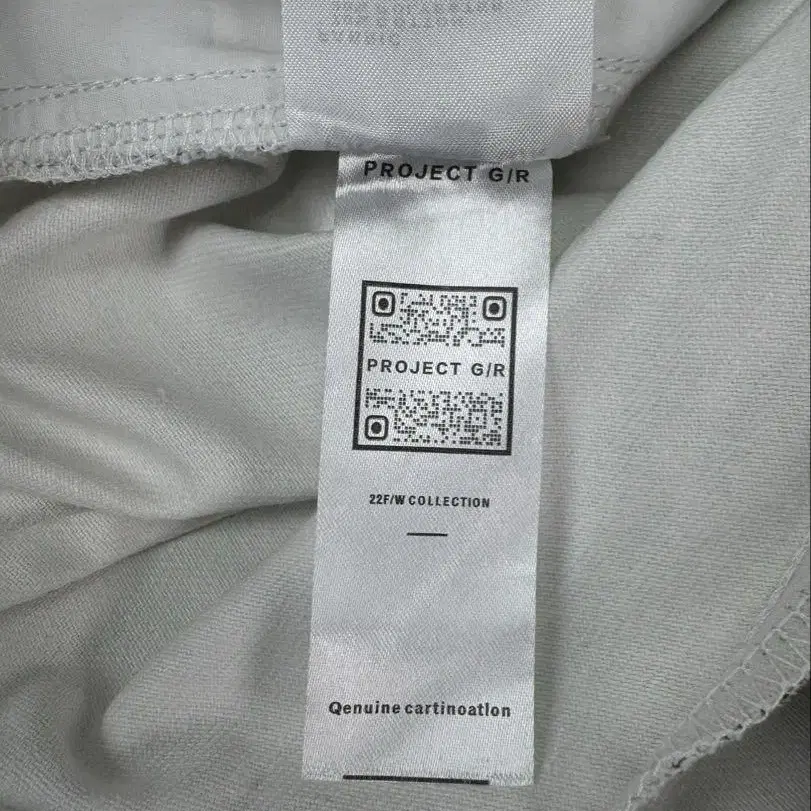 PROJECT G/R
PROJECT G/R
22F/W COLLECTION
Qenuine cartinoatlon